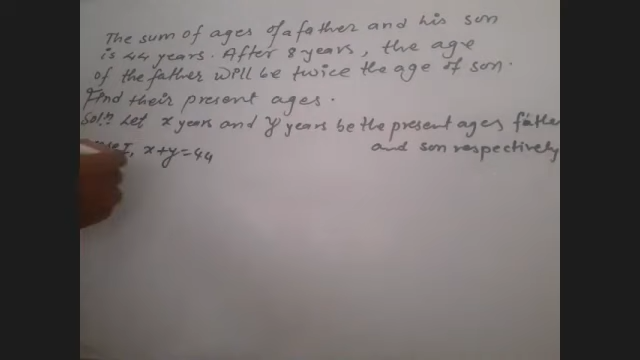 The sum of ages of a father and his son
is 44 years. After 8 years, the age
of the father will be twice the age of son.
Find their present ages.
Sol.n Let x years and y years be the present ages father
and son respectively
I, x+y=44